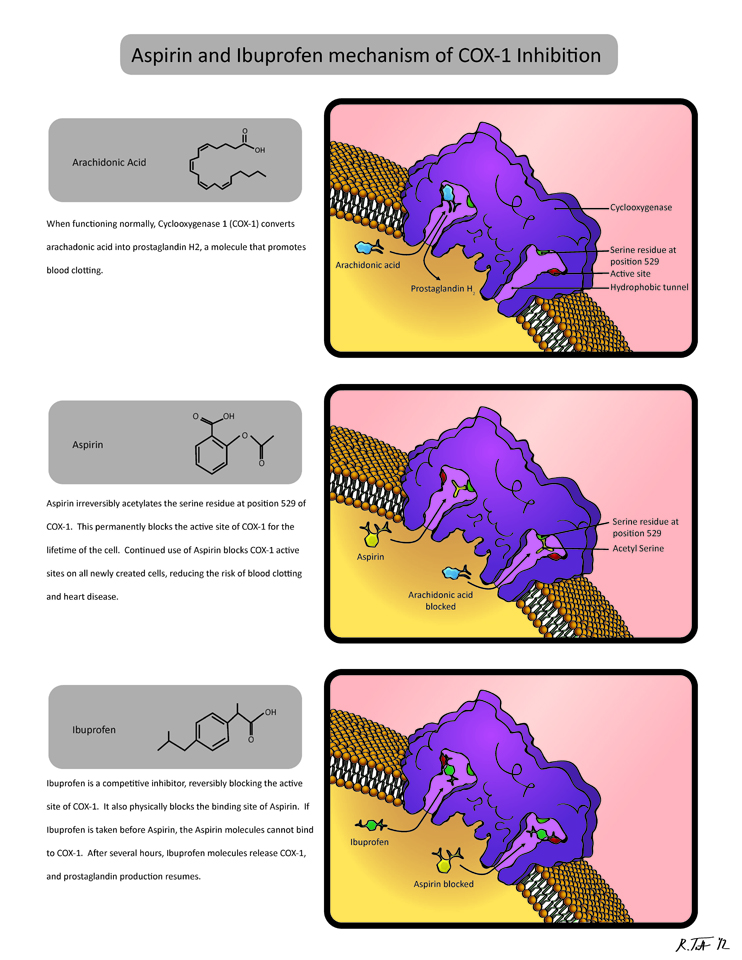 Aspirin and Ibuprofen mechanism of COX-1 Inhibition
Arachidonic Acid
O
OH
When functioning normally, Cyclooxygenase 1 (COX-1) converts
arachadonic acid into prostaglandin H2, a molecule that promotes
blood clotting.
Cyclooxygenase
Serine residue at
position 529
Active site
Hydrophobic tunnel
Arachidonic acid
Prostaglandin H2
Aspirin
O
OH
O
O
Aspirin irreversibly acetylates the serine residue at position 529 of
COX-1. This permanently blocks the active site of COX-1 for the
lifetime of the cell. Continued use of Aspirin blocks COX-1 active
sites on all newly created cells, reducing the risk of blood clotting
and heart disease.
Serine residue at
position 529
Acetyl Serine
Aspirin
Arachidonic acid
blocked
Ibuprofen
OH
O
Ibuprofen is a competitive inhibitor, reversibly blocking the active
site of COX-1. It also physically blocks the binding site of Aspirin. If
Ibuprofen is taken before Aspirin, the Aspirin molecules cannot bind
to COX-1. After several hours, Ibuprofen molecules release COX-1,
and prostaglandin production resumes.
Ibuprofen
Aspirin blocked